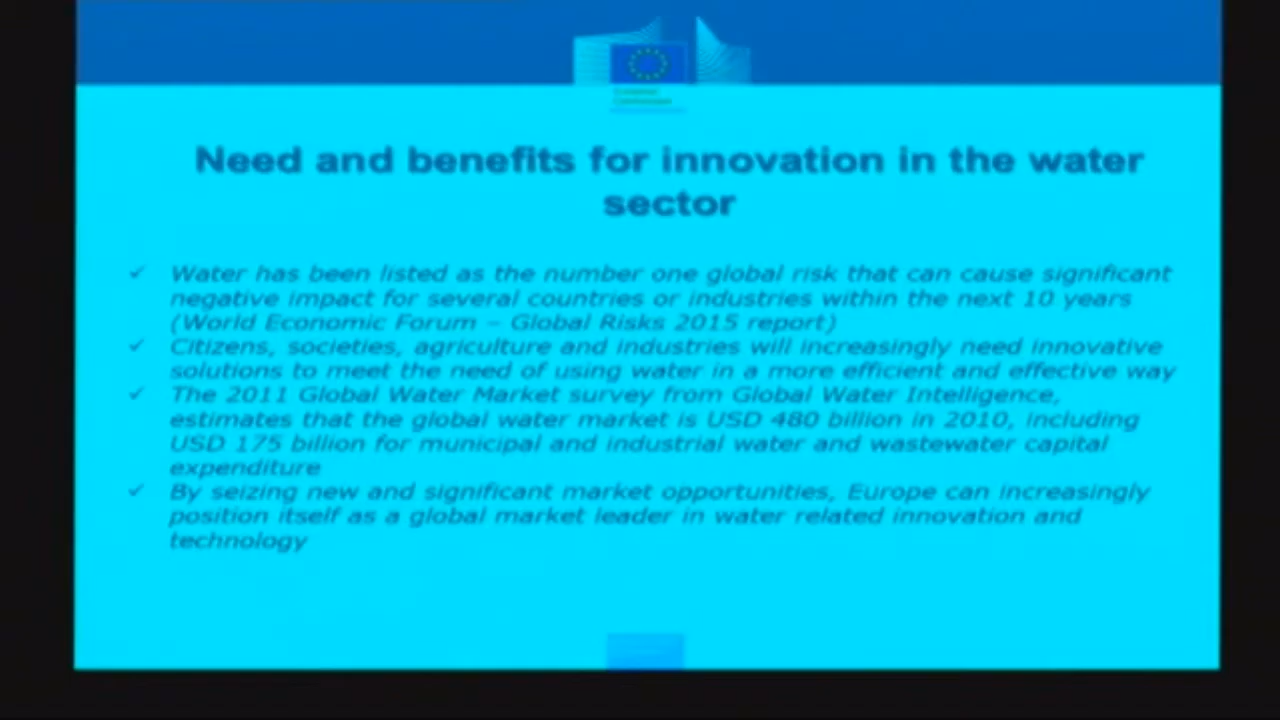 European
Commission
Need and benefits for innovation in the water
sector
✓ Water has been listed as the number one global risk that can cause significant
negative impact for several countries or industries within the next 10 years
(World Economic Forum – Global Risks 2015 report)
✓ Citizens, societies, agriculture and industries will increasingly need innovative
solutions to meet the need of using water in a more efficient and effective way
✓ The 2011 Global Water Market survey from Global Water Intelligence,
estimates that the global water market is USD 480 billion in 2010, including
USD 175 billion for municipal and industrial water and wastewater capital
expenditure
✓ By seizing new and significant market opportunities, Europe can increasingly
position itself as a global market leader in water related innovation and
technology